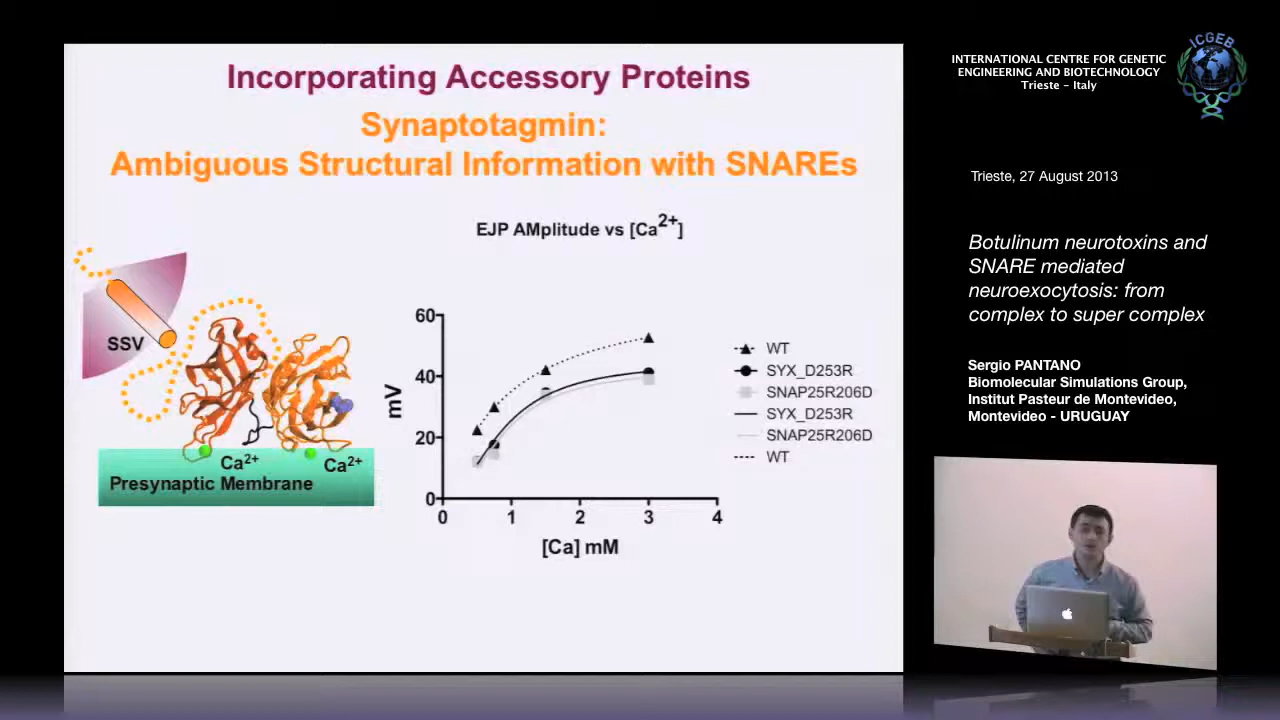 Incorporating Accessory Proteins
Synaptotagmin:
Ambiguous Structural Information with SNAREs
EJP AMplitude vs [Ca2+]
SSV
Ca2+
Ca2+
Presynaptic Membrane
mV
60
40
20
0
0 1 2 3 4
[Ca] mM
WT
SYX_D253R
SNAP25R206D
SYX_D253R
SNAP25R206D
WT
INTERNATIONAL CENTRE FOR GENETIC
ENGINEERING AND BIOTECHNOLOGY
Trieste - Italy
ICGEB
Trieste, 27 August 2013
Botulinum neurotoxins and
SNARE mediated
neuroexocytosis: from
complex to super complex
Sergio PANTANO
Biomolecular Simulations Group,
Institut Pasteur de Montevideo,
Montevideo - URUGUAY